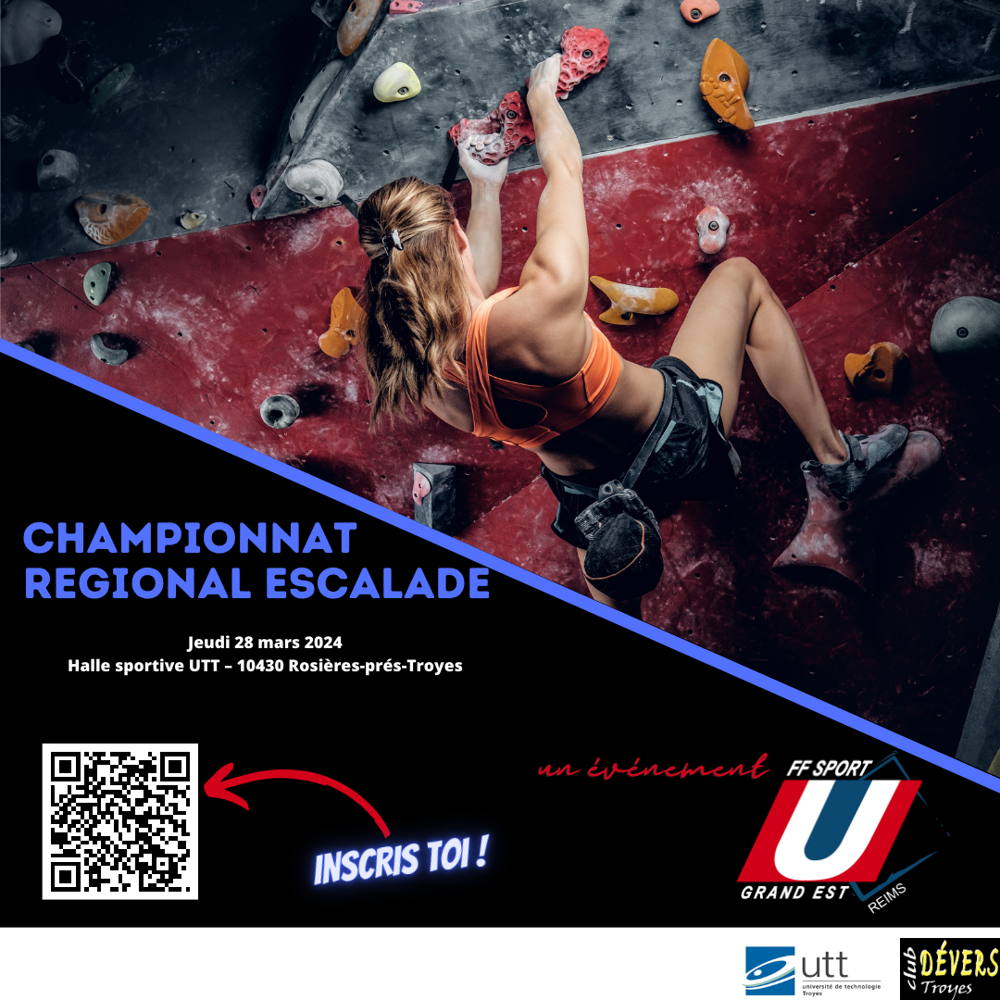 CHAMPIONNAT
REGIONAL ESCALADE
Jeudi 28 mars 2024
Halle sportive UTT – 10430 Rosières-prés-Troyes
INSCRIS TOI !
un événement
FF SPORT
U
GRAND EST
REIMS
utt
université de technologie
Troyes
club
DÉVERS
Troyes